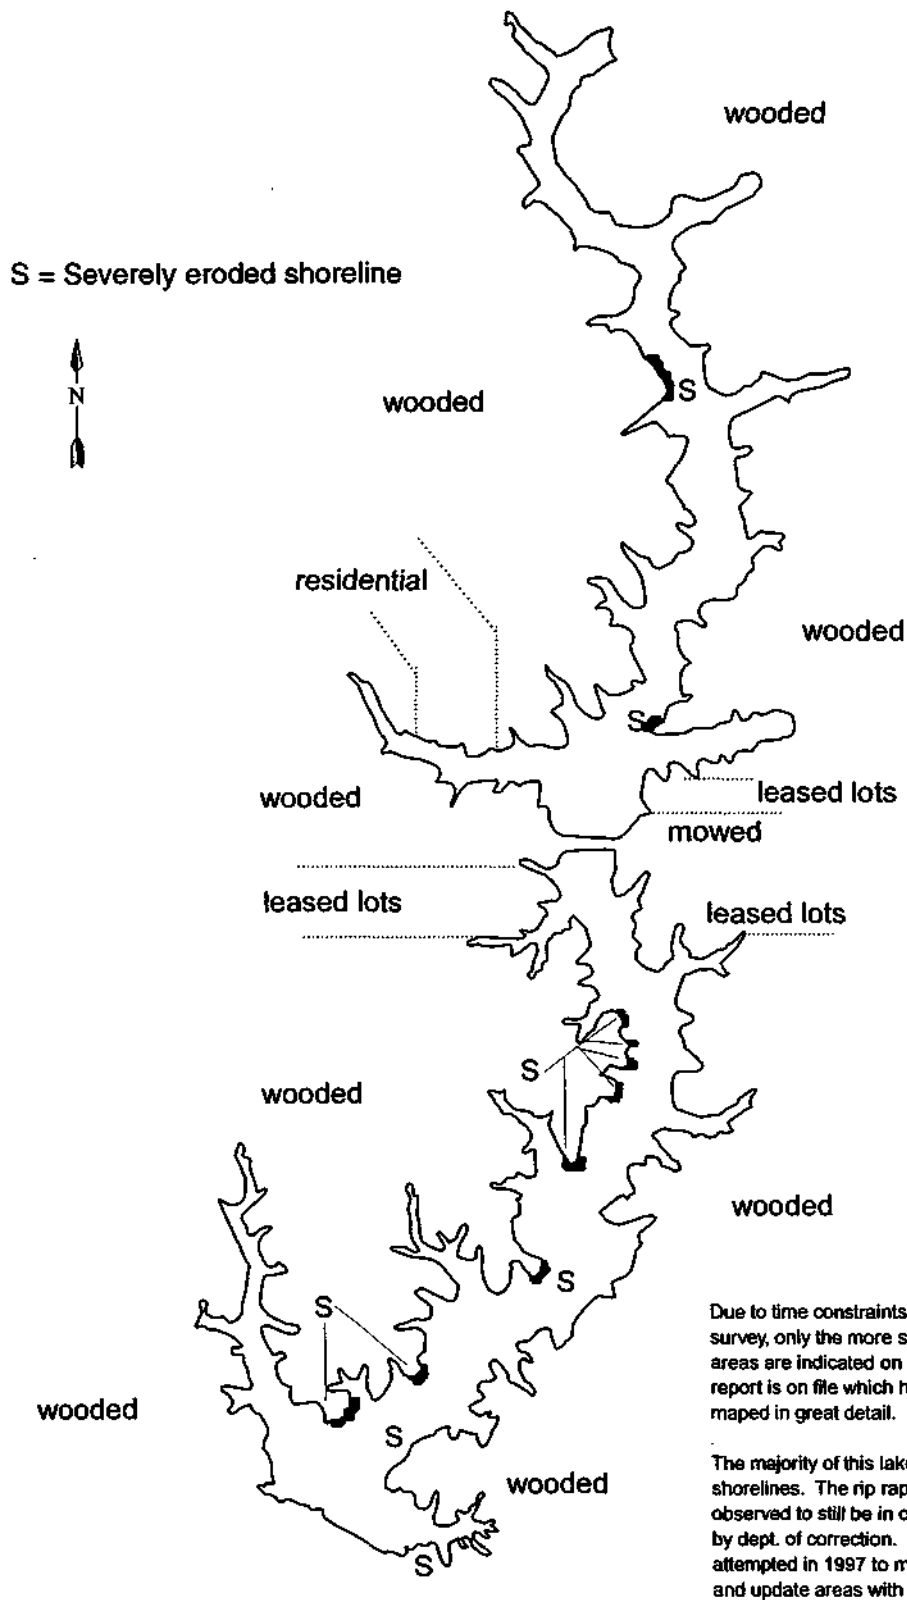 wooded
S = Severely eroded shoreline
N
S
wooded
residential
wooded
S
wooded
leased lots
mowed
leased lots
leased lots
S
wooded
wooded
S
S
Due to time constraints
survey, only the more s
areas are indicated on
report is on file which h
maped in great detail.
wooded
S
The majority of this lake
shorelines. The rip rap
observed to still be in c
by dept. of correction.
attempted in 1997 to m
and update areas with
wooded
S